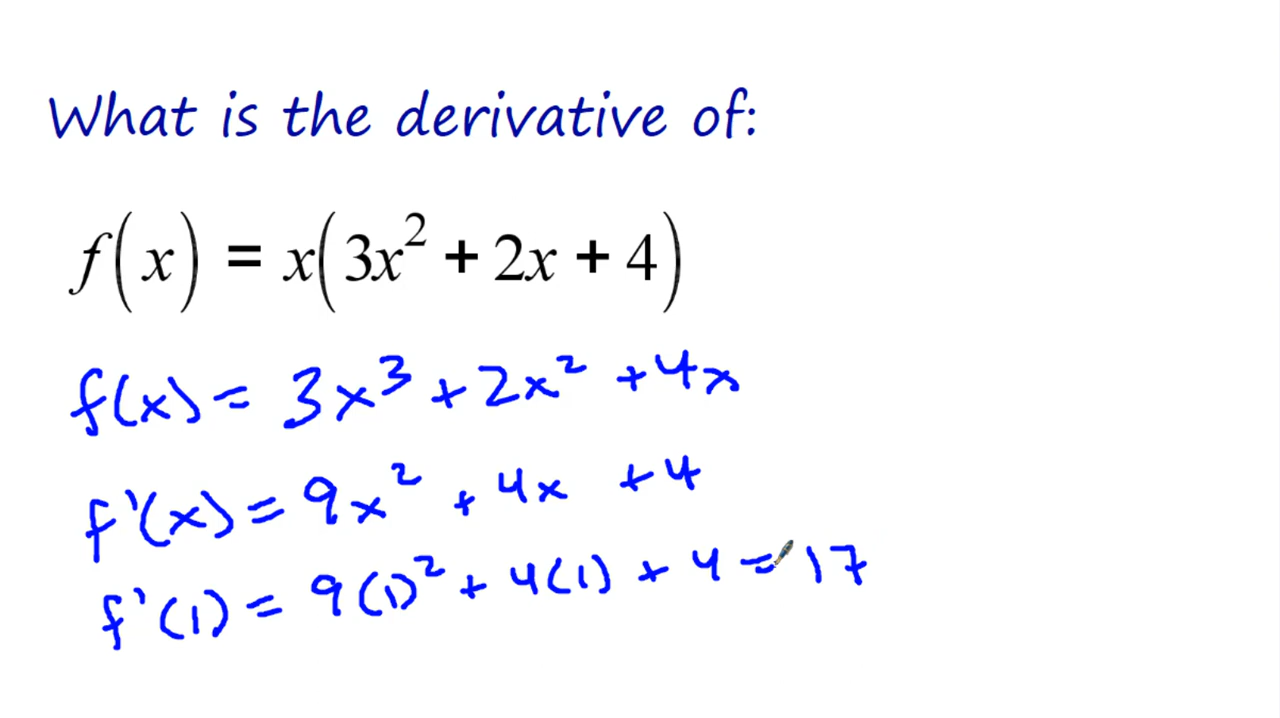 What is the derivative of:
f(x) = x(3x² + 2x + 4)
f(x) = 3x³ + 2x² + 4x
f'(x) = 9x² + 4x + 4
f'(1) = 9(1)² + 4(1) + 4 = 17